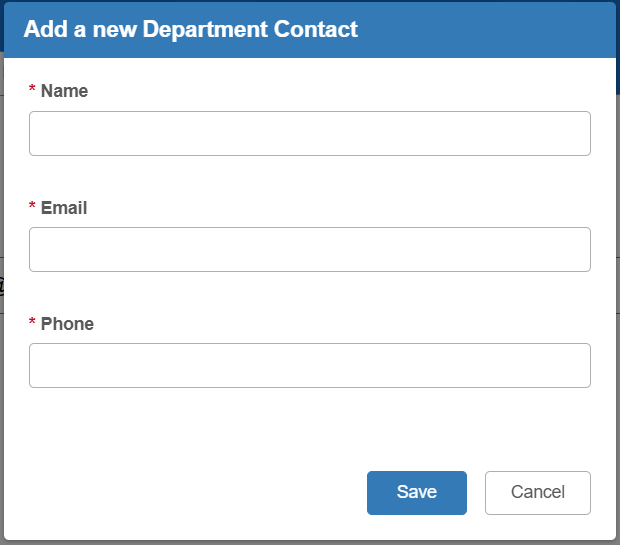 Add a new Department Contact
* Name
* Email
* Phone
Save
Cancel